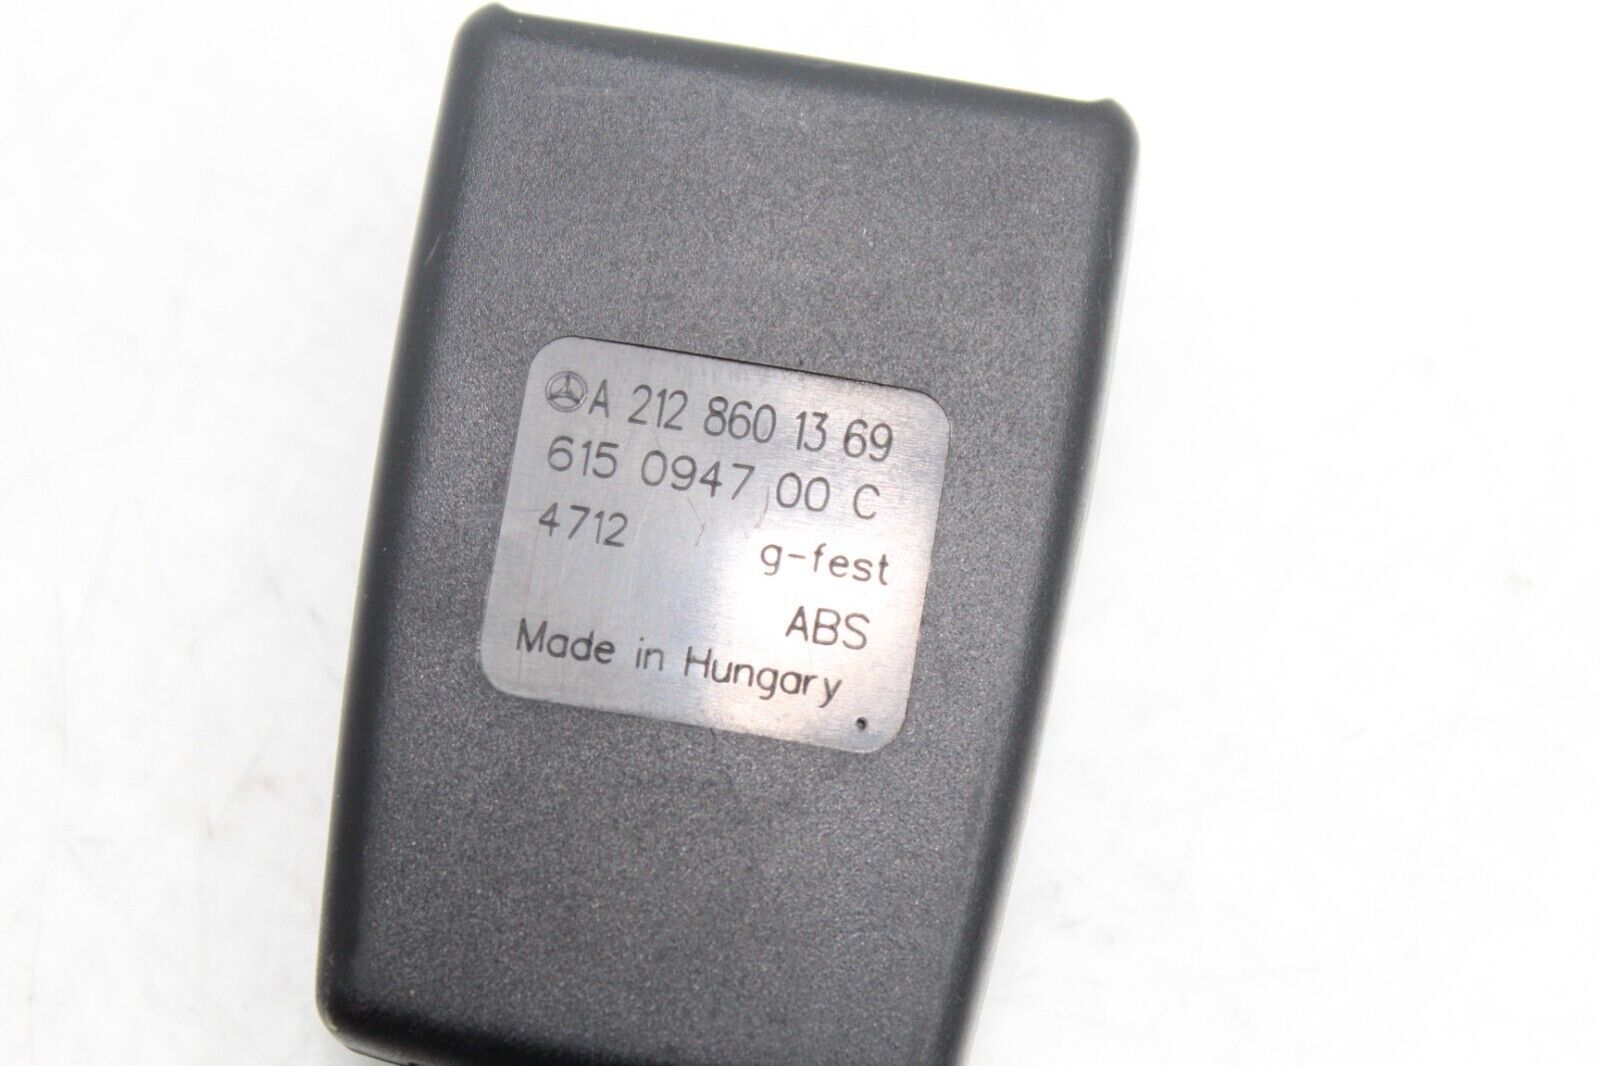 A 212 860 13 69
615 0947 00 C
4712
g-fest
ABS
Made in Hungary